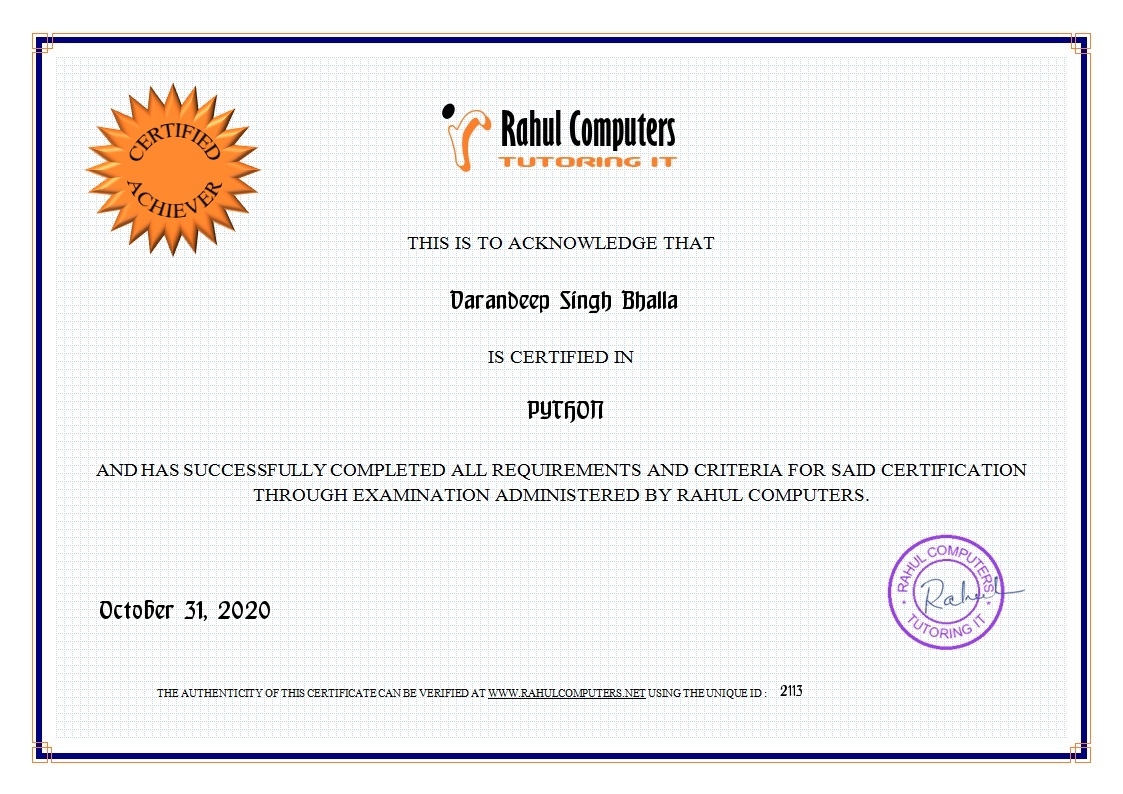 CERTIFIED
ACHIEVER
r Rahul Computers
TUTORING IT
THIS IS TO ACKNOWLEDGE THAT
Varandeep Singh Bhalla
IS CERTIFIED IN
PYTHON
AND HAS SUCCESSFULLY COMPLETED ALL REQUIREMENTS AND CRITERIA FOR SAID CERTIFICATION
THROUGH EXAMINATION ADMINISTERED BY RAHUL COMPUTERS.
RAHUL COMPUTERS
Rahul
TUTORING IT
October 31, 2020
THE AUTHENTICITY OF THIS CERTIFICATE CAN BE VERIFIED AT WWW.RAHULCOMPUTERS.NET USING THE UNIQUE ID : 2113